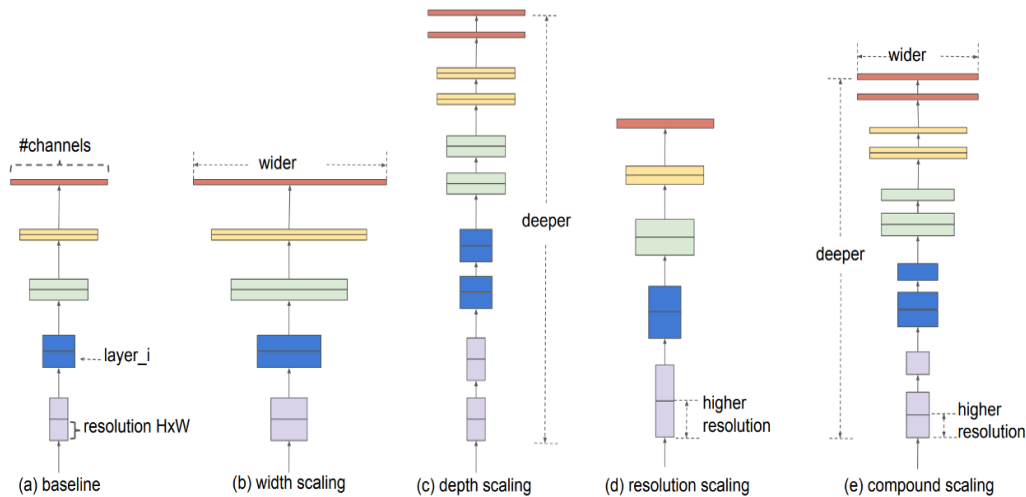 #channels
layer_i
resolution HxW
(a) baseline
wider
(b) width scaling
deeper
(c) depth scaling
higher
resolution
(d) resolution scaling
wider
deeper
higher
resolution
(e) compound scaling